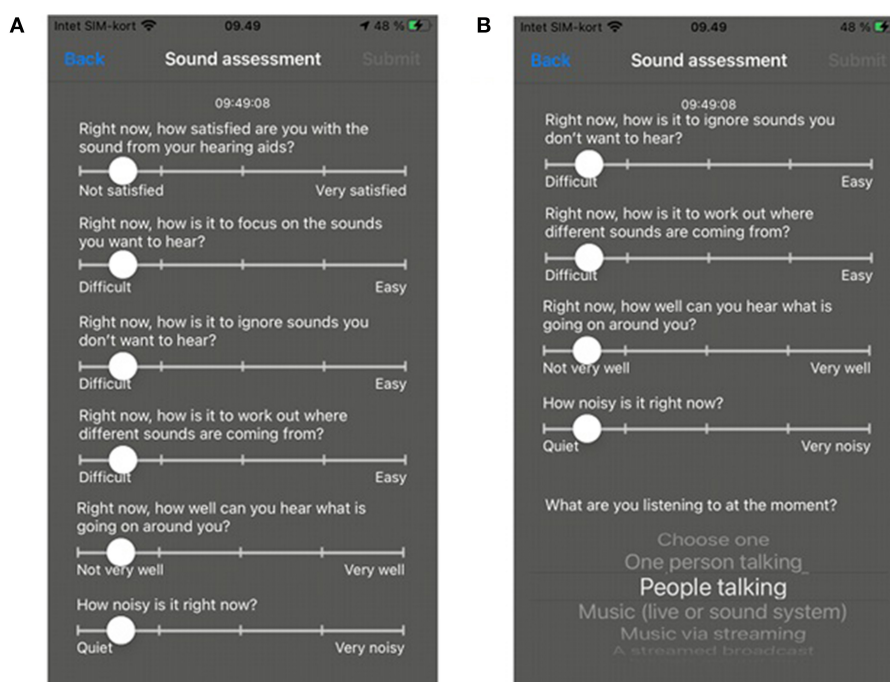 A
Intet SIM-kort 09.49 48 %
Back Sound assessment Submit
09:49:08
Right now, how satisfied are you with the
sound from your hearing aids?
Not satisfied Very satisfied
Right now, how is it to focus on the sounds
you want to hear?
Difficult Easy
Right now, how is it to ignore sounds you
don't want to hear?
Difficult Easy
Right now, how is it to work out where
different sounds are coming from?
Difficult Easy
Right now, how well can you hear what is
going on around you?
Not very well Very well
How noisy is it right now?
Quiet Very noisy
B
Intet SIM-kort 09.49 48 %
Back Sound assessment Submit
09:49:08
Right now, how is it to ignore sounds you
don't want to hear?
Difficult Easy
Right now, how is it to work out where
different sounds are coming from?
Difficult Easy
Right now, how well can you hear what is
going on around you?
Not very well Very well
How noisy is it right now?
Quiet Very noisy
What are you listening to at the moment?
Choose one
One person talking
People talking
Music (live or sound system)
Music via streaming
A streamed broadcast